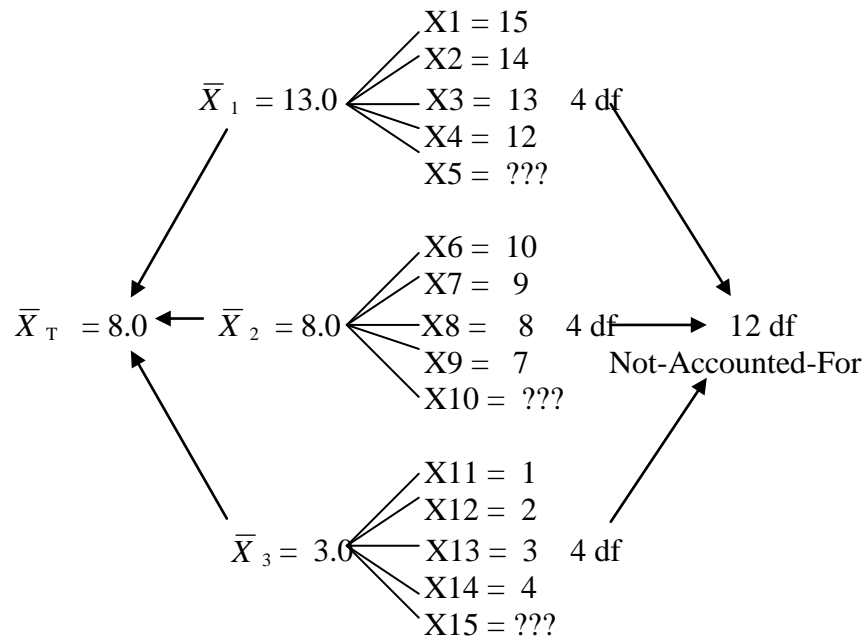 X1 = 15
X2 = 14
X̅ 1 = 13.0 X3 = 13 4 df
X4 = 12
X5 = ???
X6 = 10
X7 = 9
X̅ T = 8.0 X̅ 2 = 8.0 X8 = 8 4 df 12 df
X9 = 7 Not-Accounted-For
X10 = ???
X11 = 1
X12 = 2
X̅ 3 = 3.0 X13 = 3 4 df
X14 = 4
X15 = ???